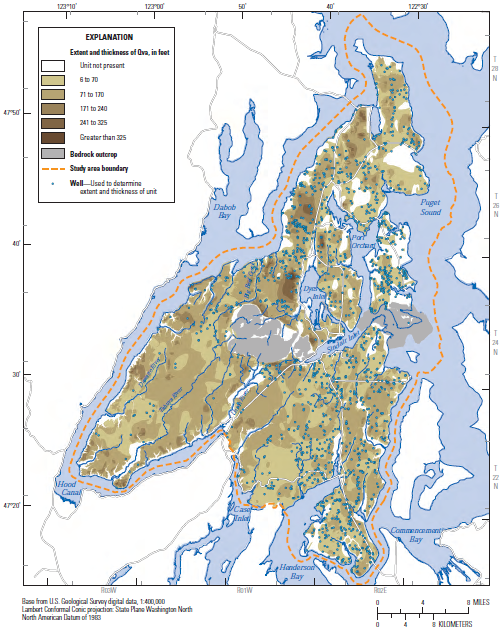 123°10'
123°00'
50'
40'
122°30'
EXPLANATION
Extent and thickness of Qva, in feet
Unit not present
6 to 70
71 to 170
171 to 240
241 to 325
Greater than 325
Bedrock outcrop
Study area boundary
Well—Used to determine
extent and thickness of unit
47°50'
40'
30'
47°20'
T
28
N
T
26
N
T
24
N
T
22
N
Dabob
Bay
Puget
Sound
Port
Orchard
Dyes
Inlet
Sinclair Inlet
Hood
Canal
Case
Inlet
Henderson
Bay
Commencement
Bay
R01W
R02E
Base from U.S. Geological Survey digital data, 1:400,000
Lambert Conformal Conic projection: State Plane Washington North
North American Datum of 1983
0 4 8 MILES
0 4 8 KILOMETERS